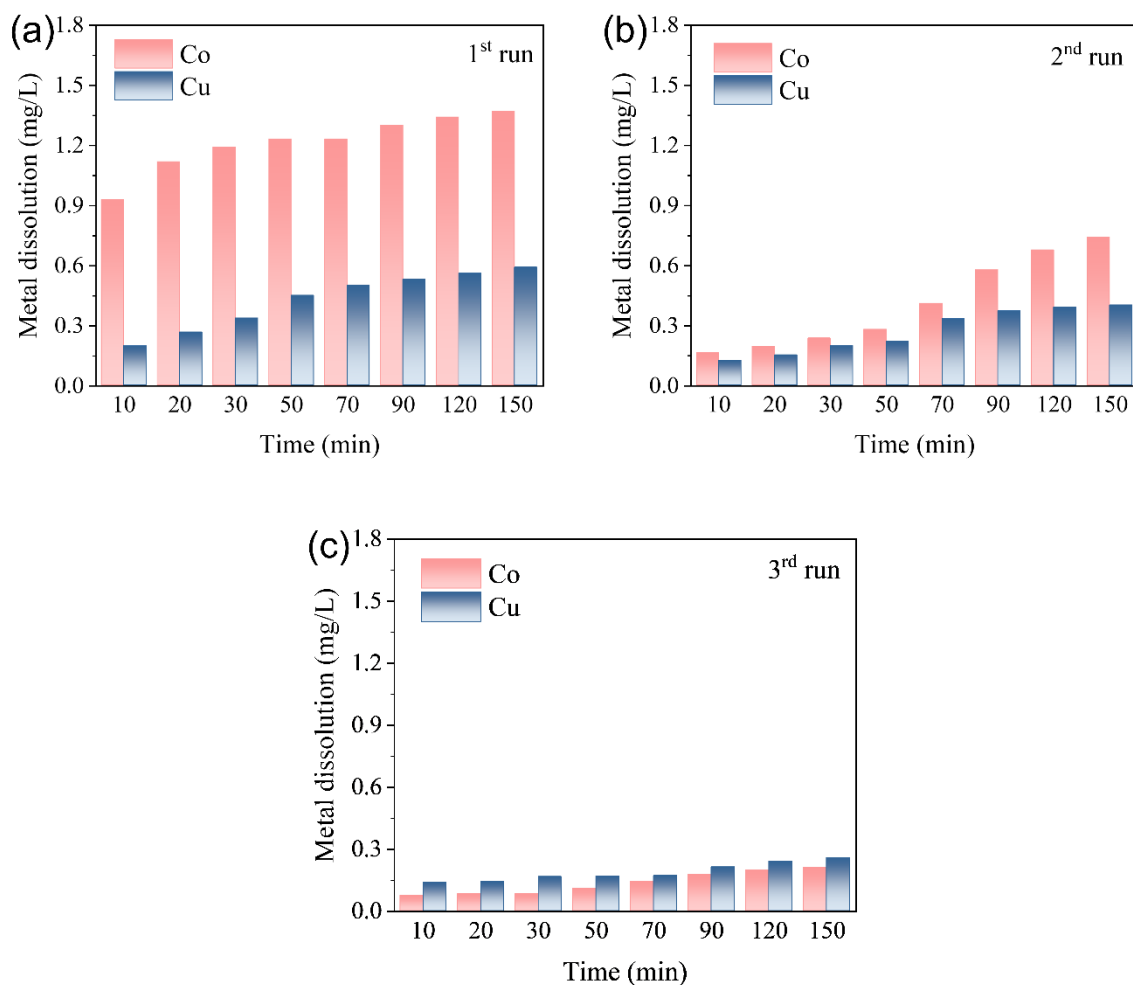 (a)
1st run
Co
Cu
Metal dissolution (mg/L)
1.8
1.5
1.2
0.9
0.6
0.3
0.0
10 20 30 50 70 90 120 150
Time (min)
(b)
2nd run
Co
Cu
Metal dissolution (mg/L)
1.8
1.5
1.2
0.9
0.6
0.3
0.0
10 20 30 50 70 90 120 150
Time (min)
(c)
3rd run
Co
Cu
Metal dissolution (mg/L)
1.8
1.5
1.2
0.9
0.6
0.3
0.0
10 20 30 50 70 90 120 150
Time (min)